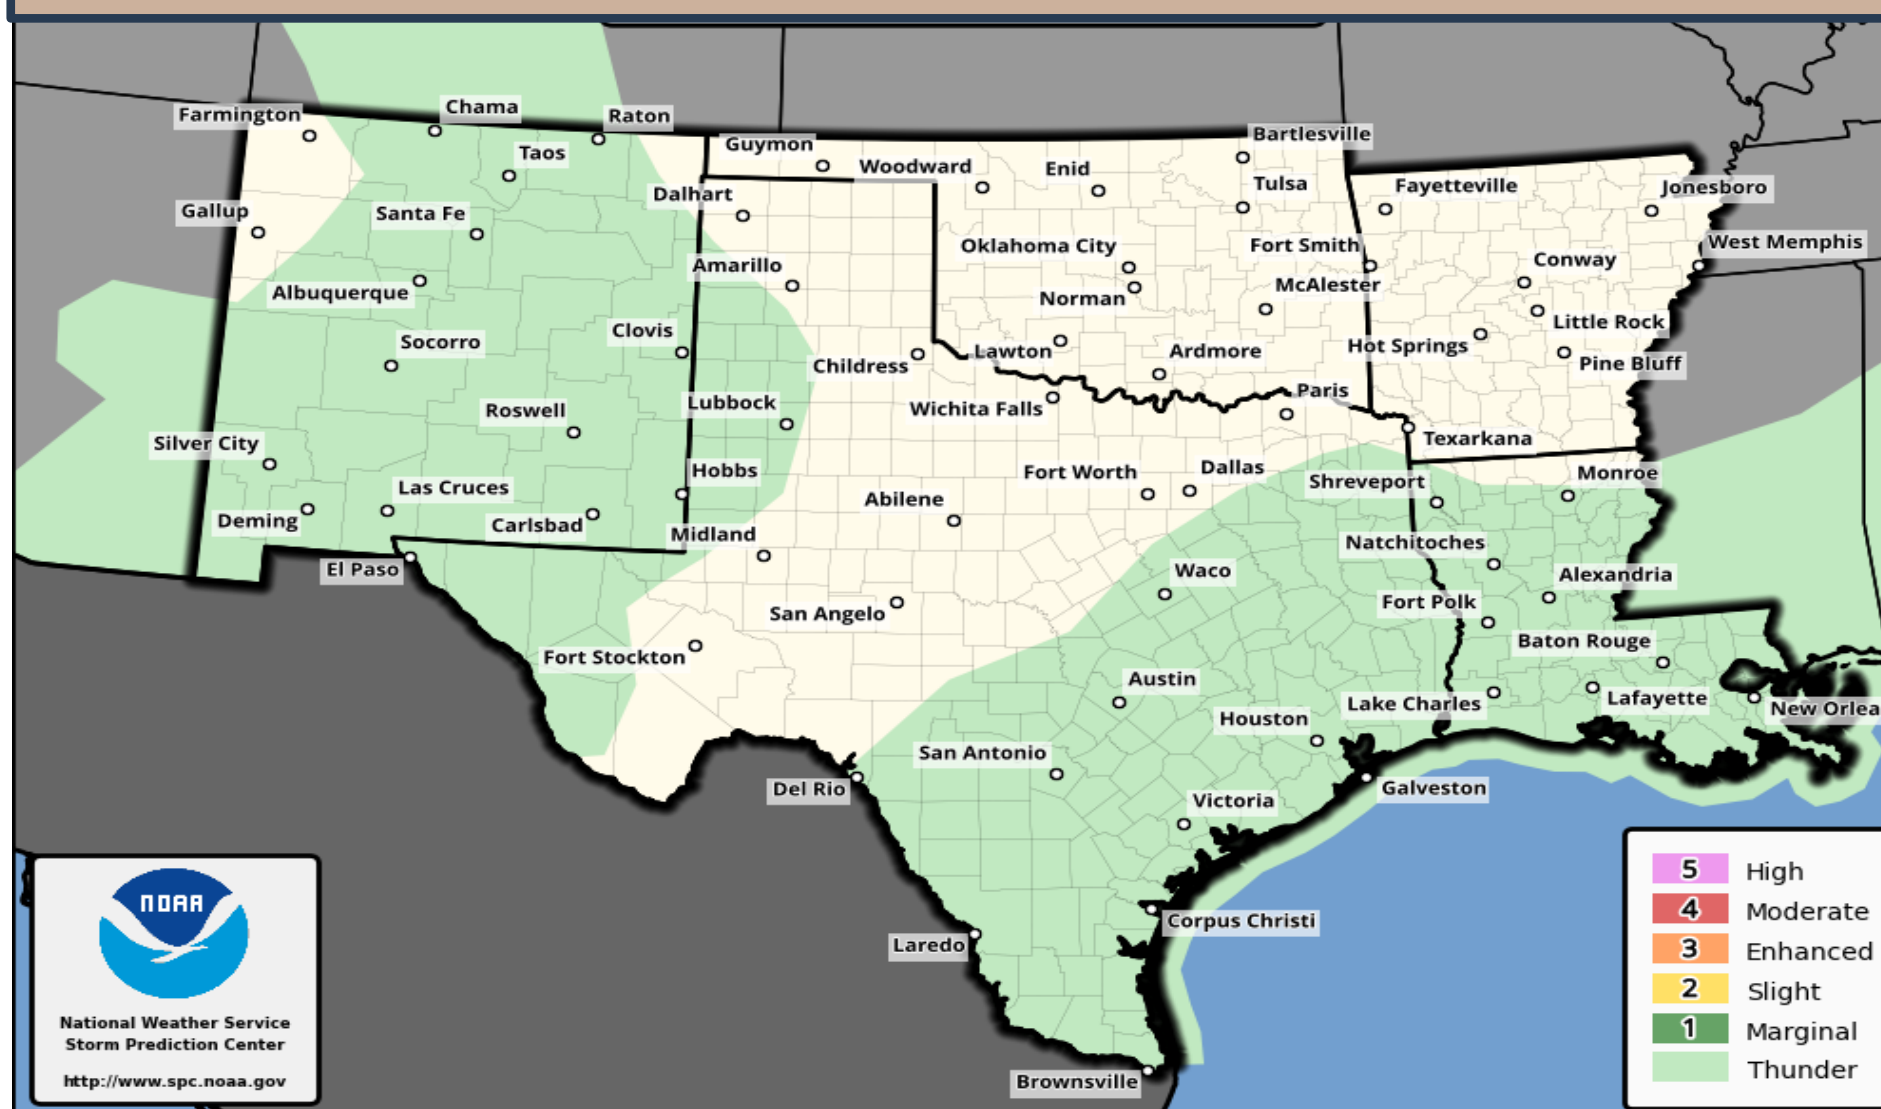 Farmington
Chama
Raton
Taos
Guymon
Woodward
Enid
Bartlesville
Tulsa
Fayetteville
Jonesboro
Dalhart
Gallup
Santa Fe
Oklahoma City
Fort Smith
West Memphis
Conway
Amarillo
McAlester
Albuquerque
Norman
Little Rock
Clovis
Socorro
Hot Springs
Lawton
Ardmore
Childress
Pine Bluff
Paris
Lubbock
Roswell
Wichita Falls
Texarkana
Silver City
Hobbs
Fort Worth
Dallas
Shreveport
Monroe
Las Cruces
Abilene
Deming
Carlsbad
Midland
Natchitoches
El Paso
Waco
Alexandria
San Angelo
Fort Polk
Baton Rouge
Fort Stockton
Austin
Lake Charles
Lafayette
New Orlea
Houston
San Antonio
Del Rio
Galveston
Victoria
Corpus Christi
Laredo
Brownsville
NOAA
National Weather Service
Storm Prediction Center
http://www.spc.noaa.gov
5 High
4 Moderate
3 Enhanced
2 Slight
1 Marginal
Thunder